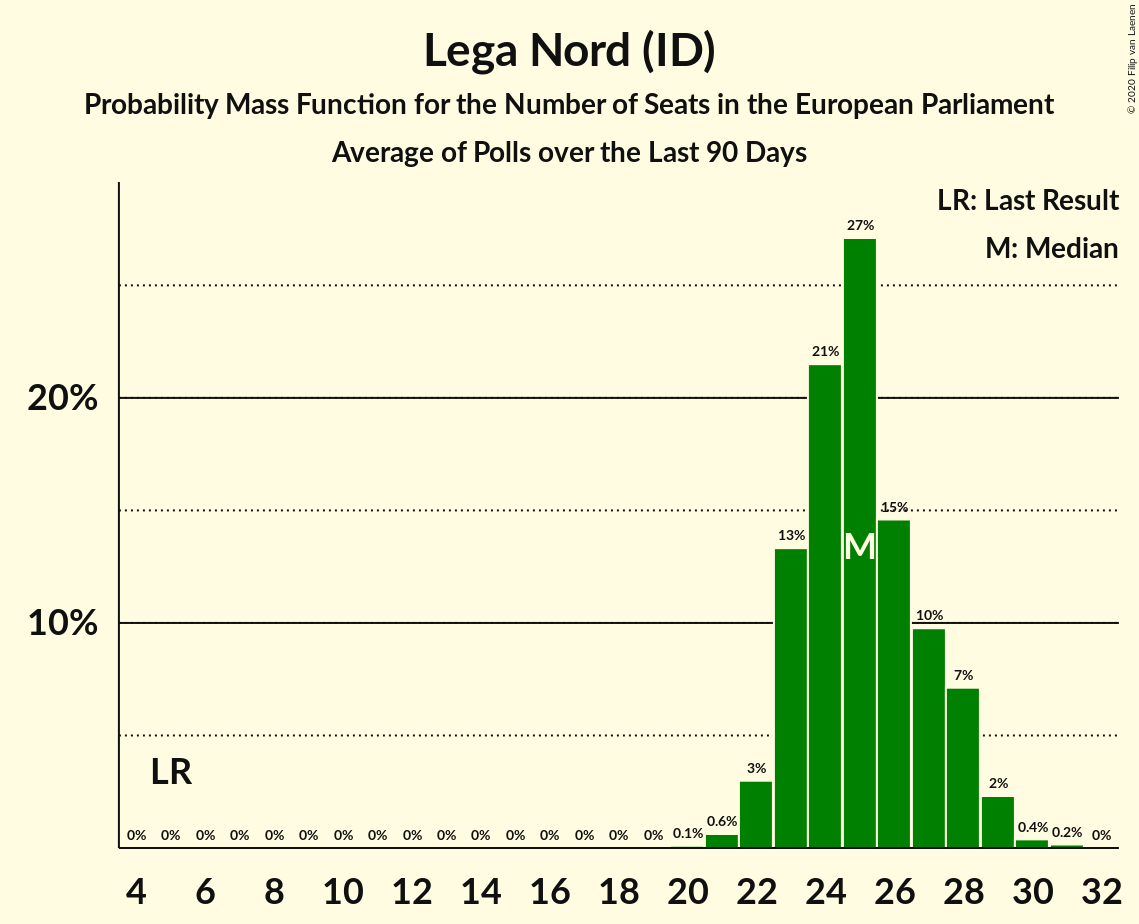 Lega Nord (ID)
Probability Mass Function for the Number of Seats in the European Parliament
Average of Polls over the Last 90 Days
© 2020 Filip van Laenen
LR: Last Result
M: Median
27%
21%
20%
15%
13%
M
10%
10%
7%
3%
2%
LR
0% 0% 0% 0% 0% 0% 0% 0% 0% 0% 0% 0% 0% 0% 0% 0% 0.1% 0.6% 0.4% 0.2% 0%
4 6 8 10 12 14 16 18 20 22 24 26 28 30 32